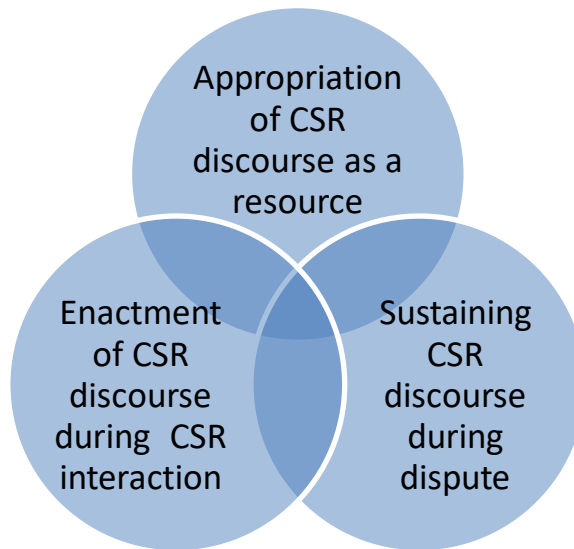 Appropriation
of CSR
discourse as a
resource
Enactment
of CSR
discourse
during CSR
interaction
Sustaining
CSR
discourse
during
dispute